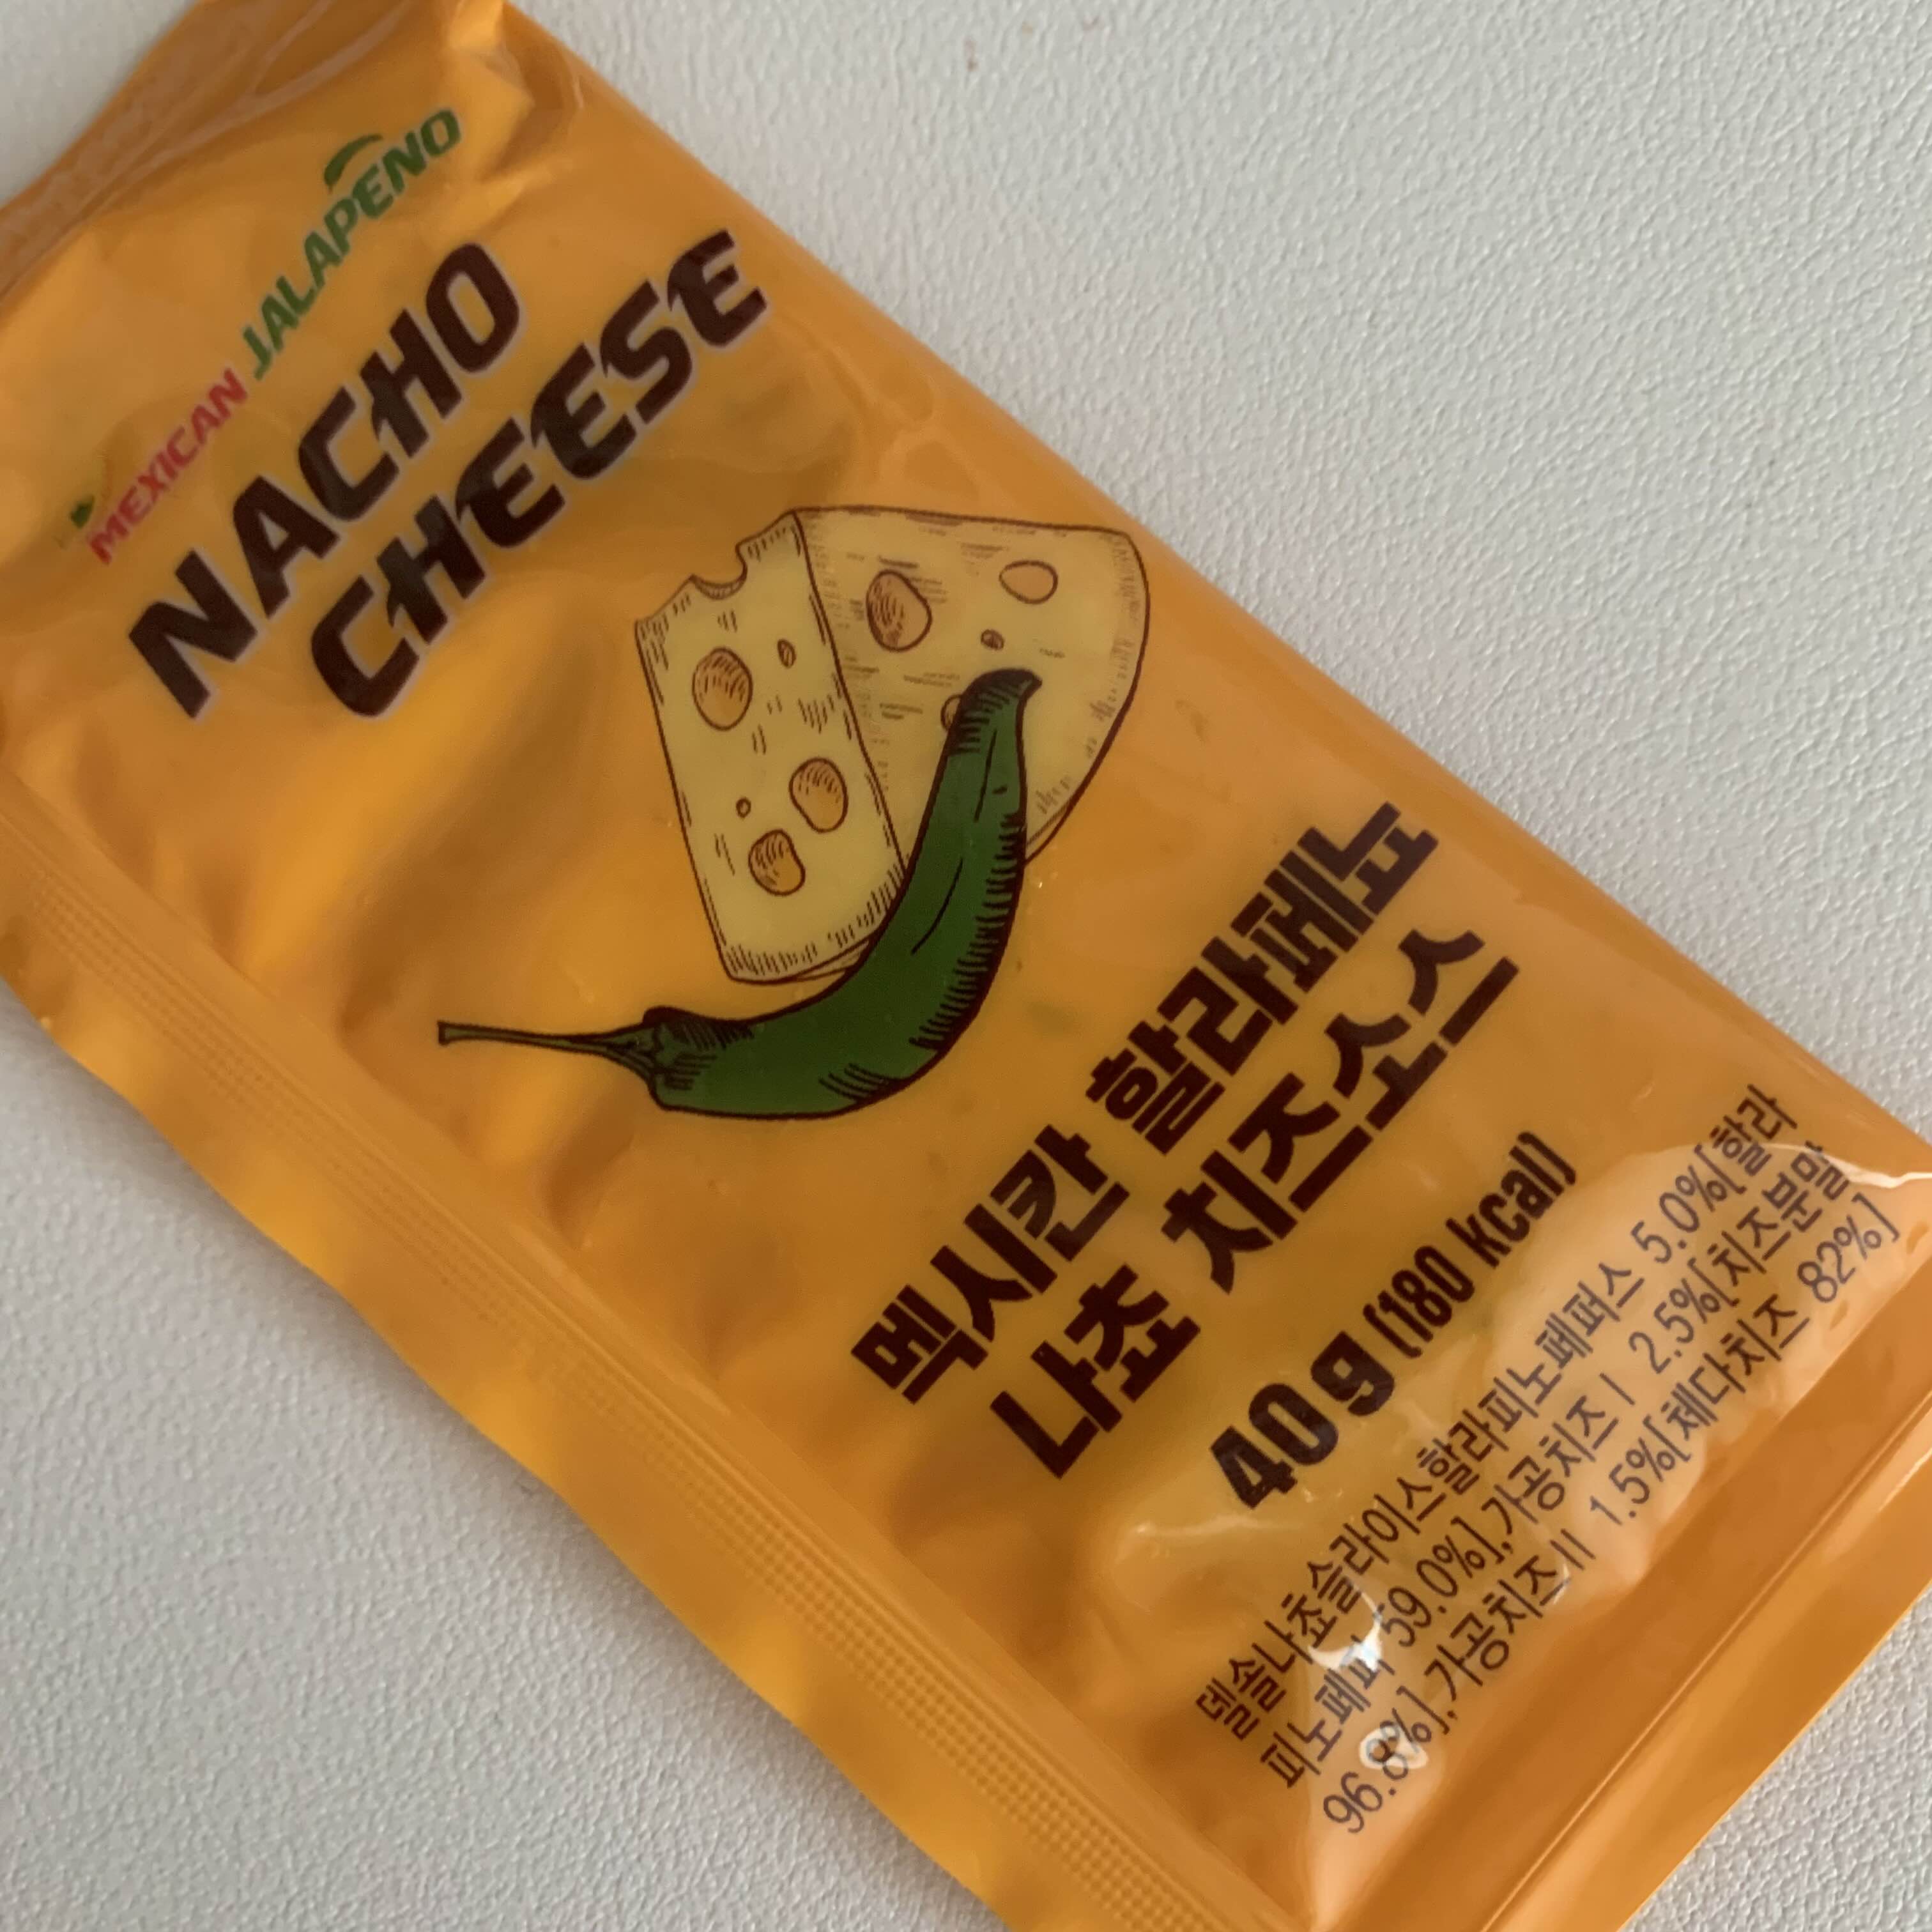 MEXICAN JALAPENO
NACHO
CHEESE
멕시칸 할라페뇨
나쵸 치즈소스
40 g (180 kcal)
델솔나쵸슬라이스할라피노페퍼스 5.0%[할라
피노페퍼 59.0%],가공치즈Ⅰ 2.5%[치즈분말
96.8%],가공치즈Ⅱ 1.5%[체다치즈 82%]